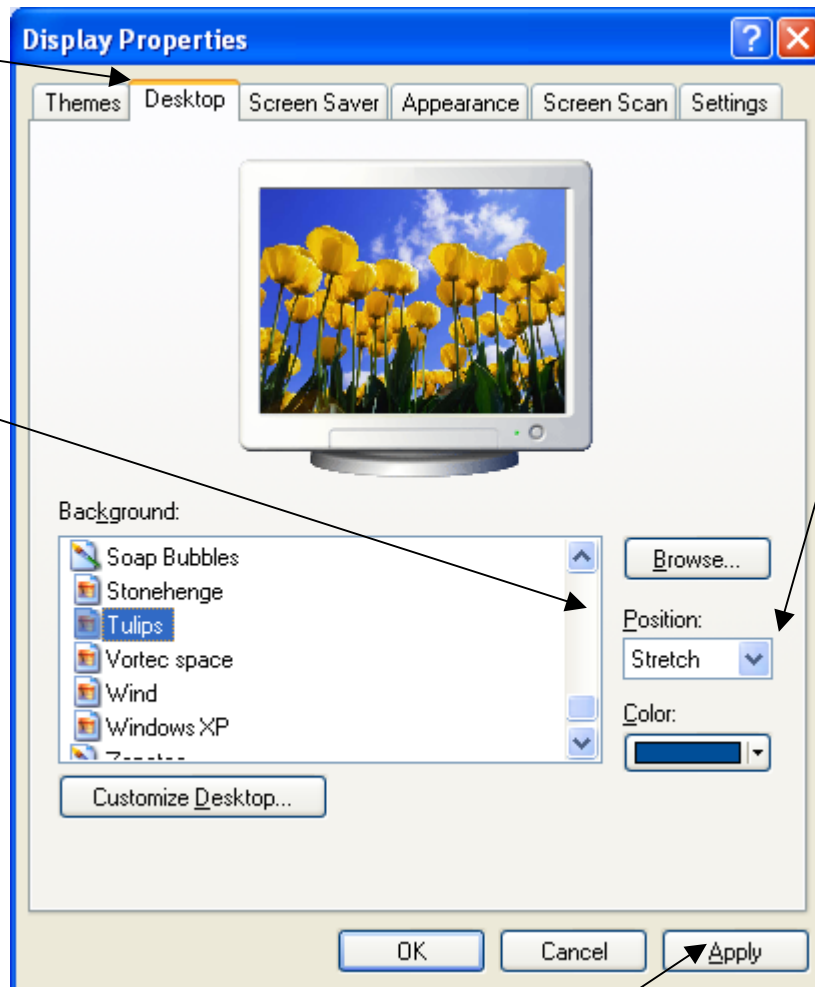 Display Properties
Themes Desktop Screen Saver Appearance Screen Scan Settings
Background:
Soap Bubbles
Stonehenge
Tulips
Vortec space
Wind
Windows XP
Browse...
Position:
Stretch
Color:
Customize Desktop...
OK Cancel Apply